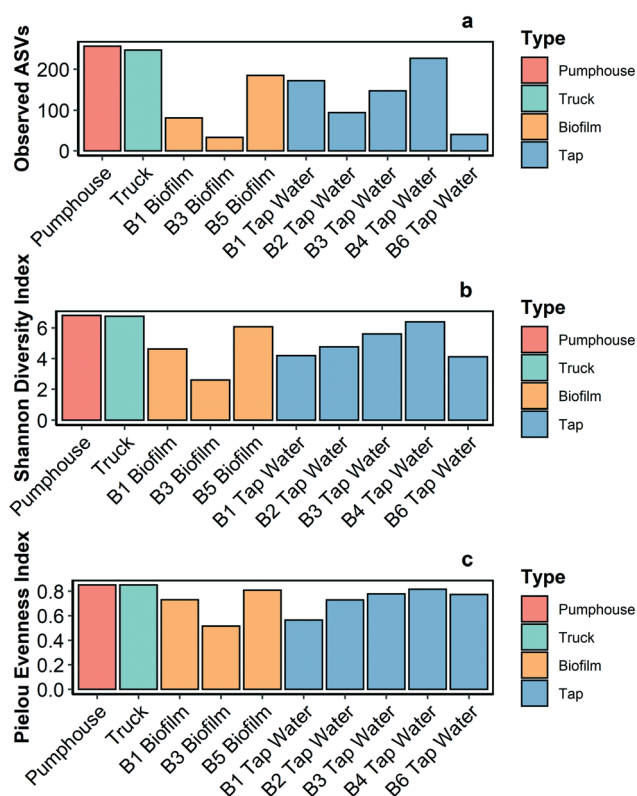 a
Observed ASVs
200
100
0
Pumphouse
Truck
B1 Biofilm
B3 Biofilm
B5 Biofilm
B1 Tap Water
B2 Tap Water
B3 Tap Water
B4 Tap Water
B6 Tap Water
Type
Pumphouse
Truck
Biofilm
Tap
b
Shannon Diversity Index
6
4
2
0
Pumphouse
Truck
B1 Biofilm
B3 Biofilm
B5 Biofilm
B1 Tap Water
B2 Tap Water
B3 Tap Water
B4 Tap Water
B6 Tap Water
Type
Pumphouse
Truck
Biofilm
Tap
c
Pielou Evenness Index
0.8
0.6
0.4
0.2
0.0
Pumphouse
Truck
B1 Biofilm
B3 Biofilm
B5 Biofilm
B1 Tap Water
B2 Tap Water
B3 Tap Water
B4 Tap Water
B6 Tap Water
Type
Pumphouse
Truck
Biofilm
Tap